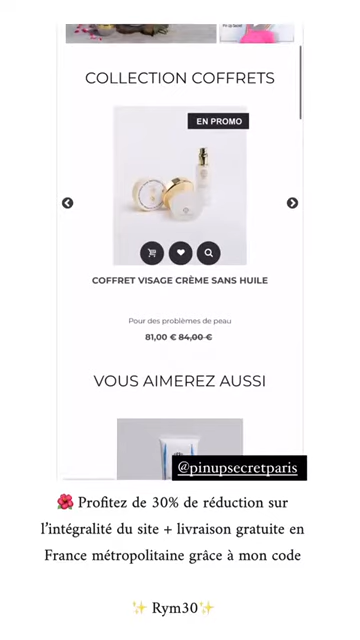 COLLECTION COFFRETS
EN PROMO
COFFRET VISAGE CRÈME SANS HUILE
Pour des problèmes de peau
81,00 € 84,00 €
VOUS AIMEREZ AUSSI
@pinupsecretparis
🌺 Profitez de 30% de réduction sur
l'intégralité du site + livraison gratuite en
France métropolitaine grâce à mon code
✨ Rym30✨